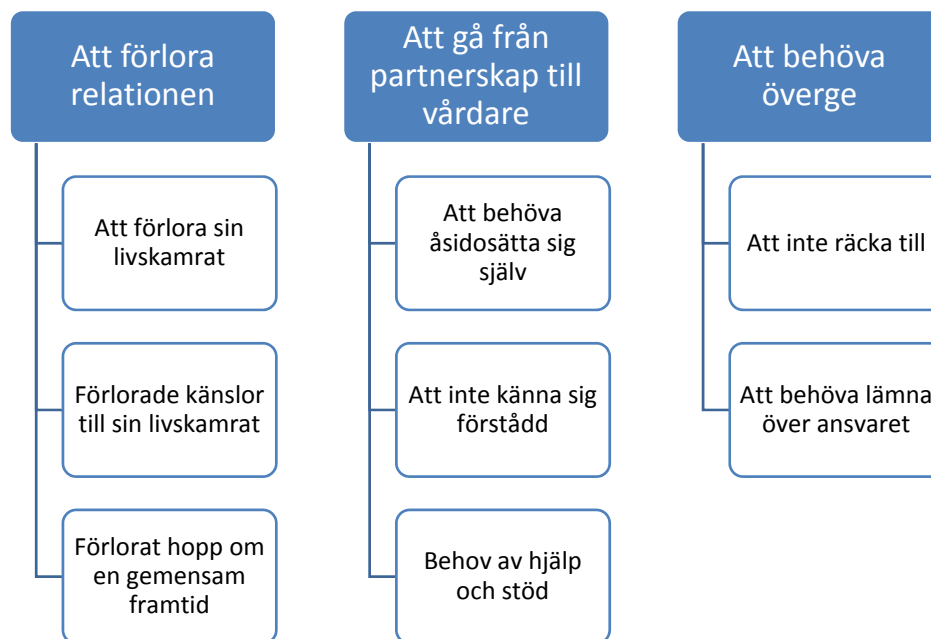 Att förlora
relationen
Att förlora sin
livskamrat
Förlorade känslor
till sin livskamrat
Förlorat hopp om
en gemensam
framtid
Att gå från
partnerskap till
vårdare
Att behöva
åsidosätta sig
själv
Att inte känna sig
förstådd
Behov av hjälp
och stöd
Att behöva
överge
Att inte räcka till
Att behöva lämna
över ansvaret